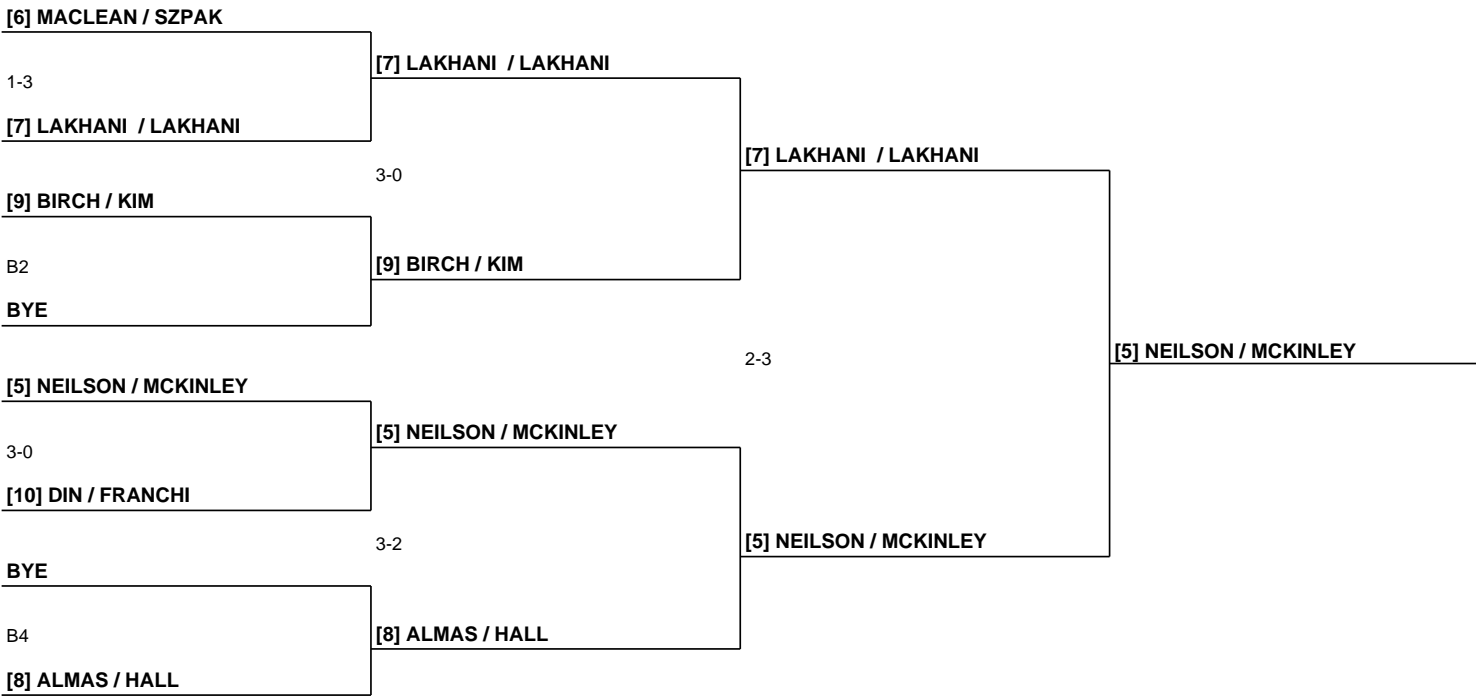 [6] MACLEAN / SZPAK
[7] LAKHANI / LAKHANI
1-3
[7] LAKHANI / LAKHANI
[7] LAKHANI / LAKHANI
3-0
[9] BIRCH / KIM
[9] BIRCH / KIM
B2
BYE
[5] NEILSON / MCKINLEY
2-3
[5] NEILSON / MCKINLEY
[5] NEILSON / MCKINLEY
3-0
[10] DIN / FRANCHI
[5] NEILSON / MCKINLEY
3-2
BYE
[8] ALMAS / HALL
B4
[8] ALMAS / HALL